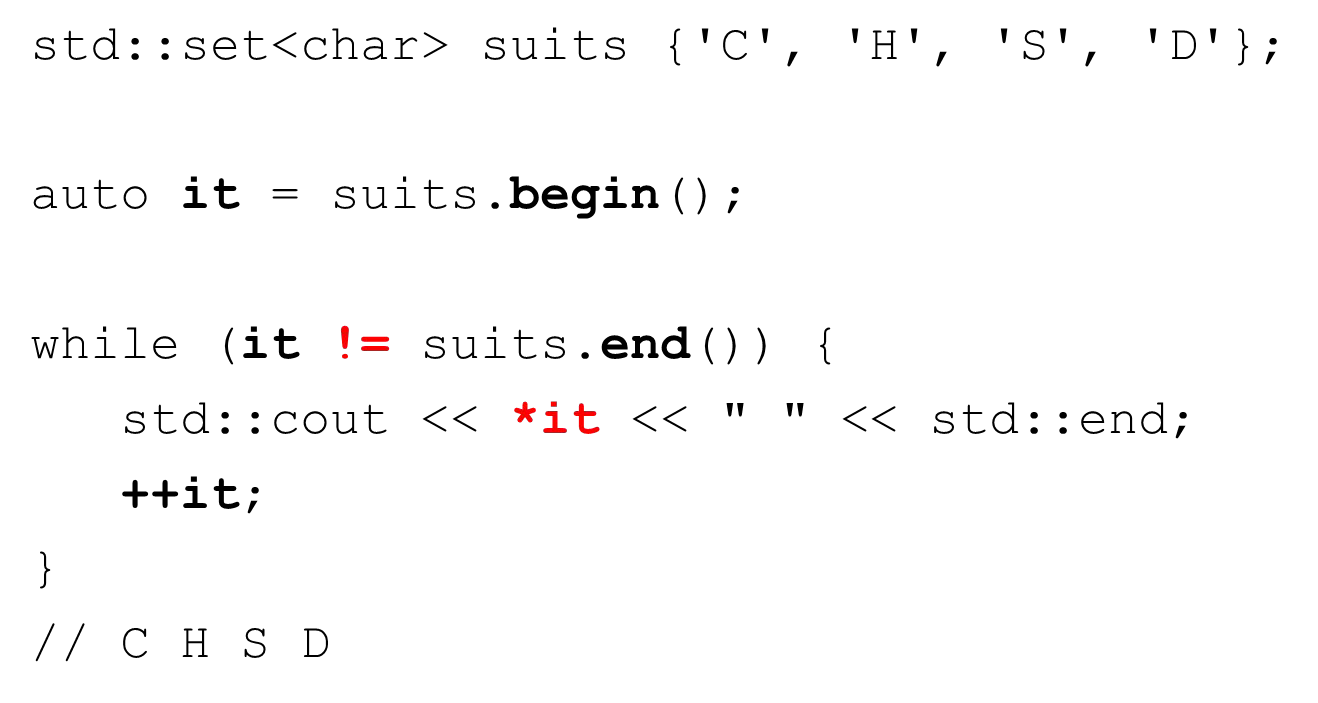 std::set<char> suits {'C', 'H', 'S', 'D'};
auto it = suits.begin();
while (it != suits.end()) {
   std::cout << *it << " " << std::end;
   ++it;
}
// C H S D